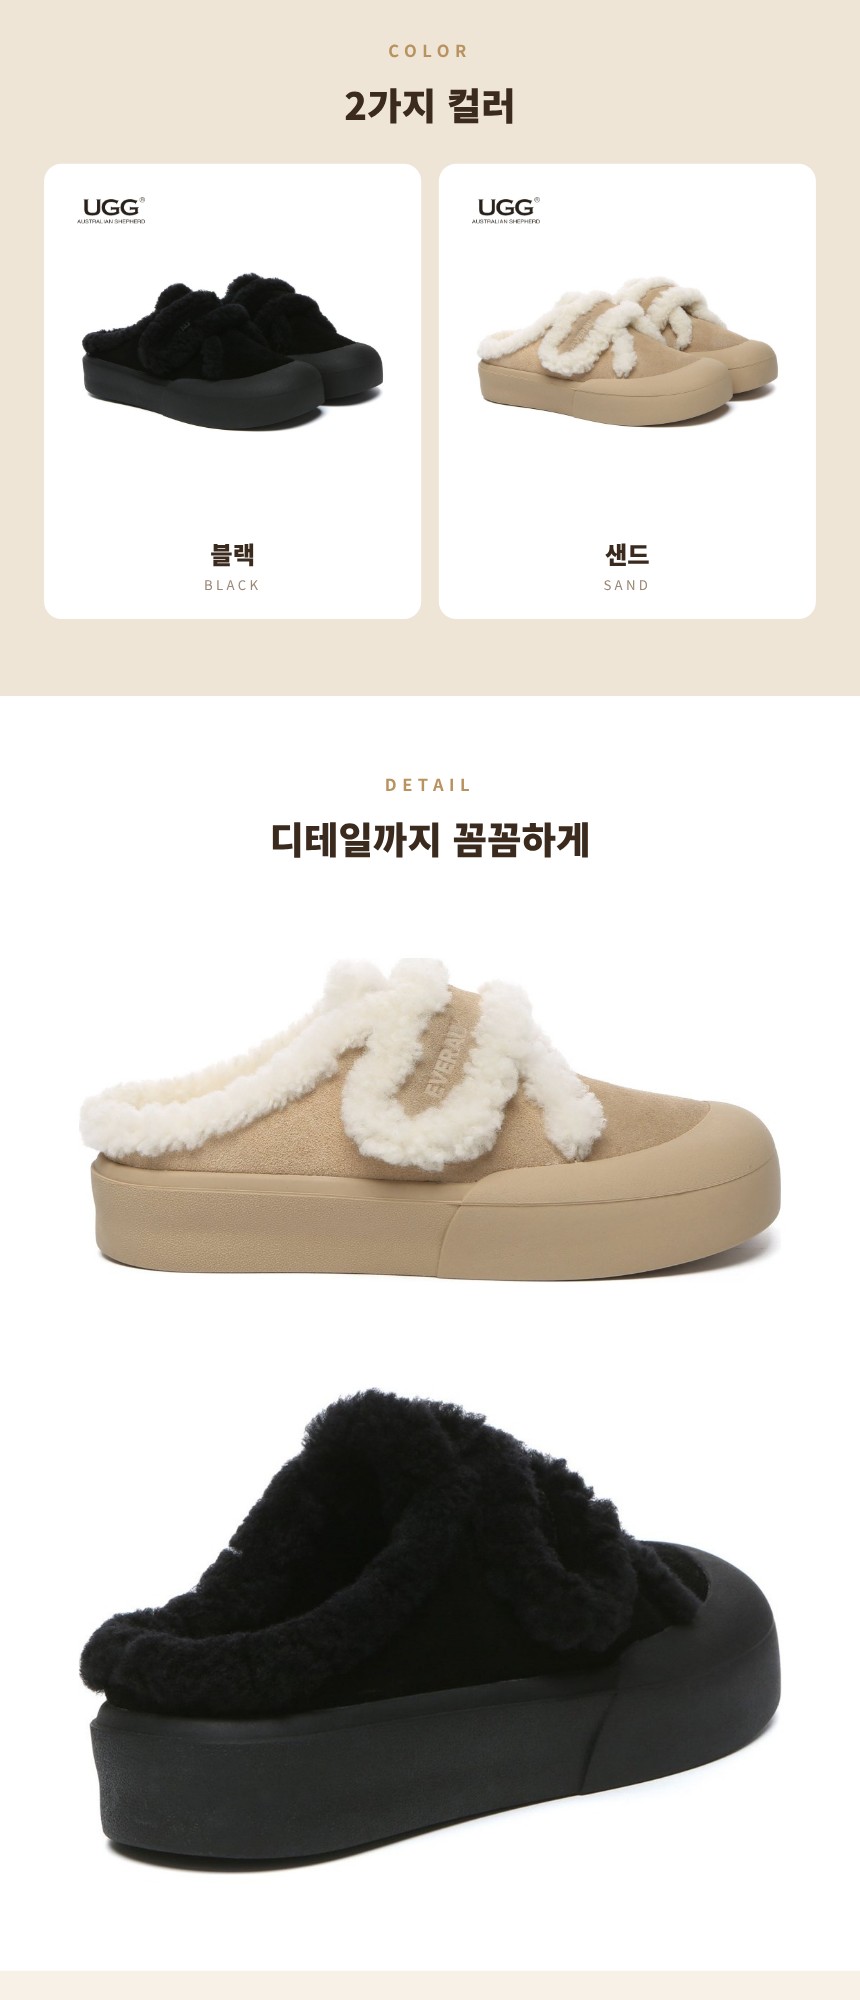 COLOR
2가지 컬러
UGG®
AUSTRALIAN SHEPHERD
UGG®
AUSTRALIAN SHEPHERD
블랙
BLACK
샌드
SAND
DETAIL
디테일까지 꼼꼼하게
EVERAU